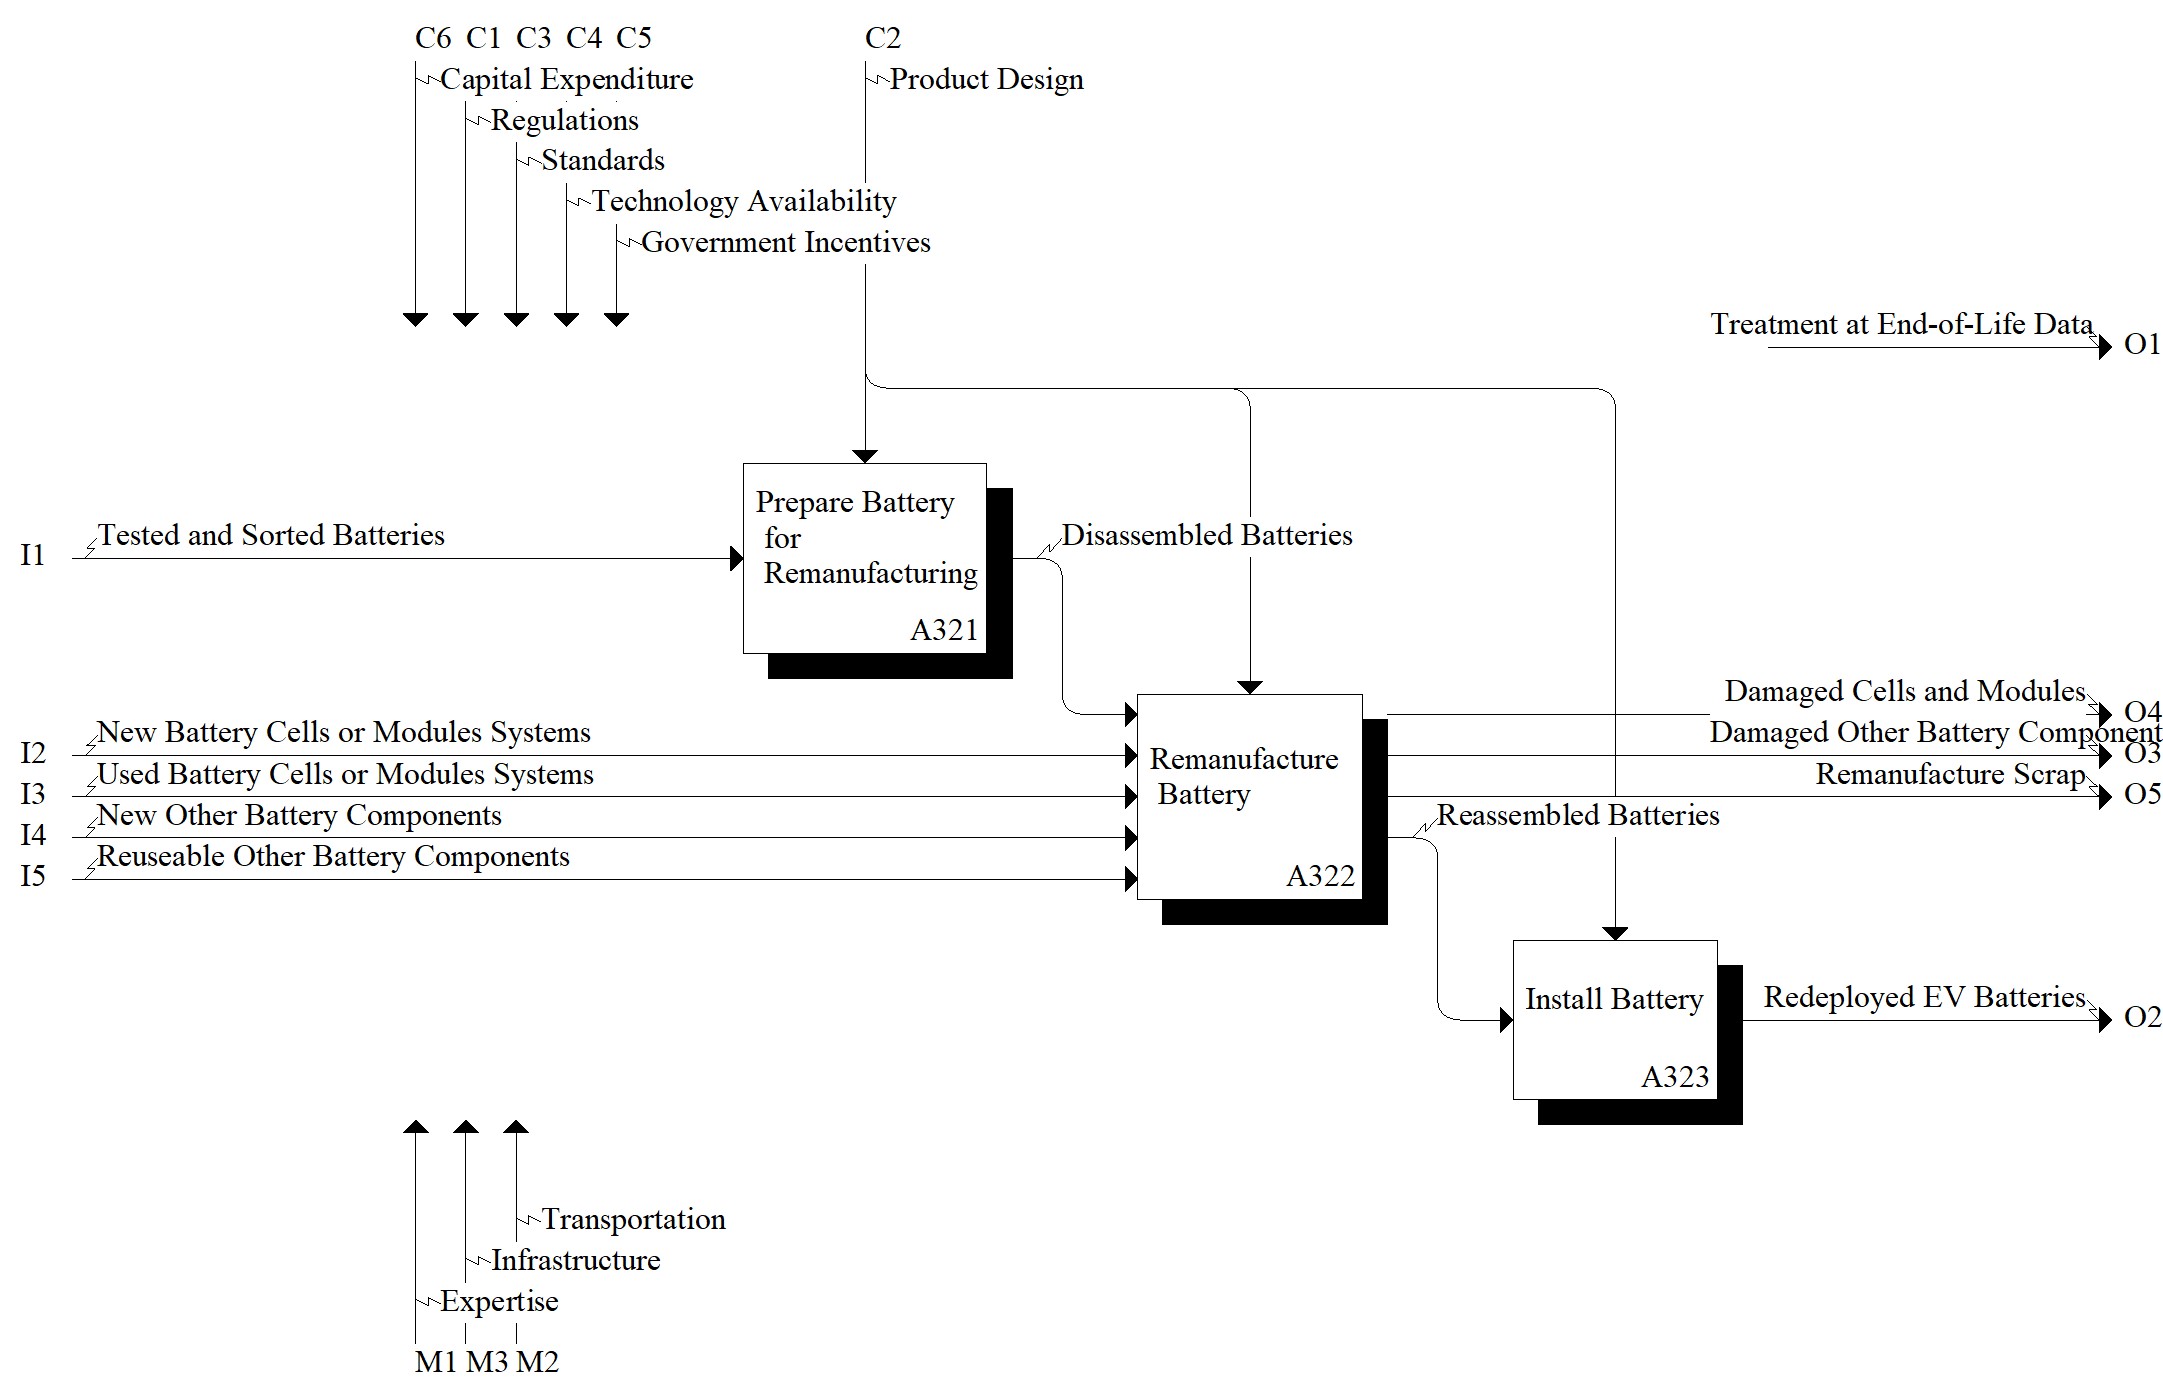 C6 C1 C3 C4 C5 C2
Capital Expenditure
Product Design
Regulations
Standards
Technology Availability
Government Incentives
Treatment at End-of-Life Data
O1
Prepare Battery
for
Remanufacturing
A321
I1
Tested and Sorted Batteries
Disassembled Batteries
New Battery Cells or Modules Systems
I2
Used Battery Cells or Modules Systems
I3
New Other Battery Components
I4
Reuseable Other Battery Components
I5
Remanufacture
Battery
A322
Damaged Cells and Modules
O4
Damaged Other Battery Component
O3
Remanufacture Scrap
O5
Reassembled Batteries
Install Battery
A323
Redeployed EV Batteries
O2
Transportation
Infrastructure
Expertise
M1 M3 M2